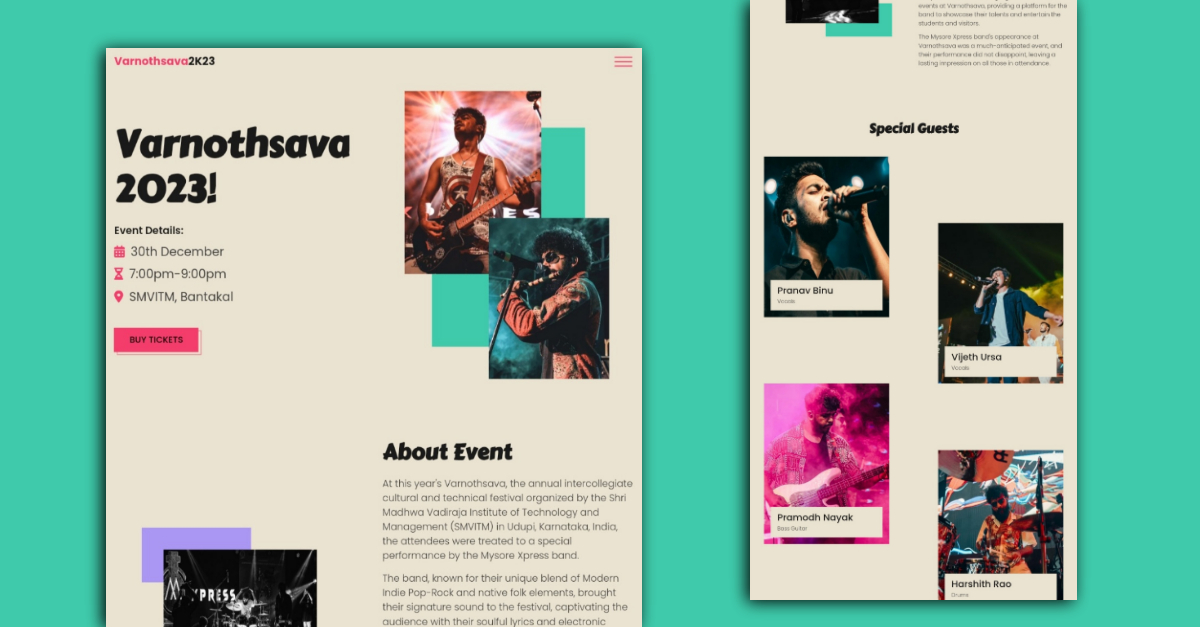 Varnothsava2K23
Varnothsava
2023!
Event Details:
30th December
7:00pm-9:00pm
SMVITM, Bantakal
BUY TICKETS
About Event
At this year's Varnothsava, the annual intercollegiate
cultural and technical festival organized by the Shri
Madhwa Vadiraja Institute of Technology and
Management (SMVITM) in Udupi, Karnataka, India,
the attendees were treated to a special
performance by the Mysore Xpress band.
The band, known for their unique blend of Modern
Indie Pop-Rock and native folk elements, brought
their signature sound to the festival, captivating the
audience with their soulful lyrics and electronic
XPRESS
events at Varnothsava, providing a platform for the
band to showcase their talents and entertain the
students and visitors.
The Mysore Xpress band's appearance at
Varnothsava was a much-anticipated event, and
their performance did not disappoint, leaving a
lasting impression on all those in attendance.
Special Guests
Pranav Binu
Vocals
Vijeth Ursa
Vocals
Pramodh Nayak
Bass Guitar
Harshith Rao
Drums